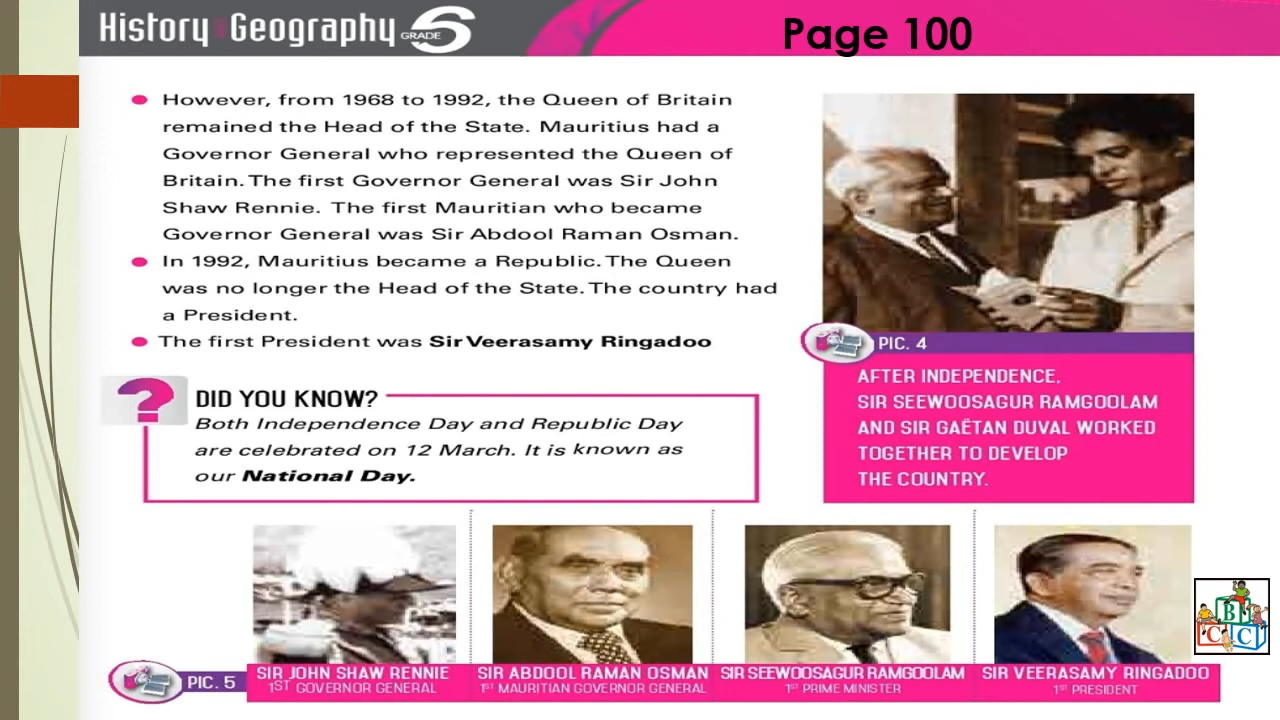 History Geography GRADE 6
Page 100
However, from 1968 to 1992, the Queen of Britain
remained the Head of the State. Mauritius had a
Governor General who represented the Queen of
Britain. The first Governor General was Sir John
Shaw Rennie. The first Mauritian who became
Governor General was Sir Abdool Raman Osman.
In 1992, Mauritius became a Republic. The Queen
was no longer the Head of the State. The country had
a President.
The first President was Sir Veerasamy Ringadoo
? DID YOU KNOW?
Both Independence Day and Republic Day
are celebrated on 12 March. It is known as
our National Day.
PIC. 4
AFTER INDEPENDENCE,
SIR SEEWOOSAGUR RAMGOOLAM
AND SIR GAËTAN DUVAL WORKED
TOGETHER TO DEVELOP
THE COUNTRY.
PIC. 5
SIR JOHN SHAW RENNIE
1ST GOVERNOR GENERAL
SIR ABDOOL RAMAN OSMAN
1ST MAURITIAN GOVERNOR GENERAL
SIR SEEWOOSAGUR RAMGOOLAM
1ST PRIME MINISTER
SIR VEERASAMY RINGADOO
1ST PRESIDENT
B
C C